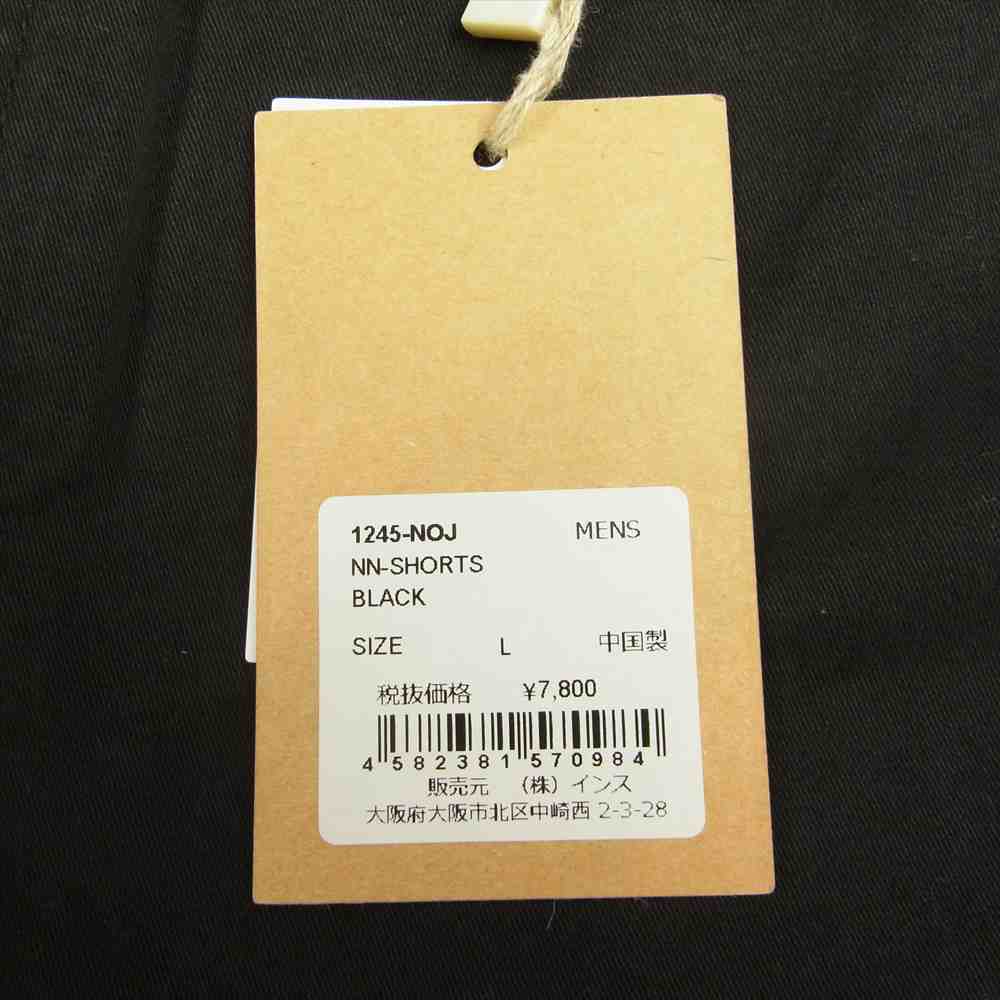 1245-NOJ MENS
NN-SHORTS
BLACK
SIZE L 中国製
税抜価格 ¥7,800
4 582381 570984
販売元 (株)インス
大阪府大阪市北区中崎西 2-3-28